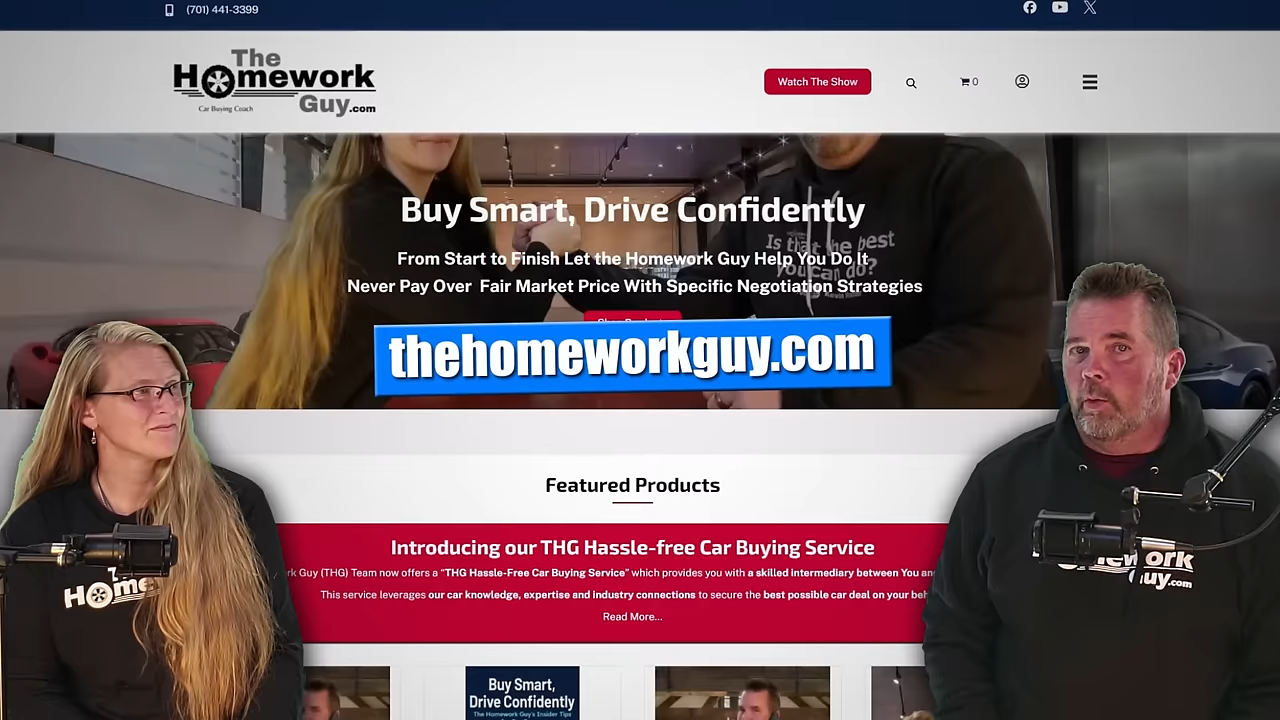 (701) 441-3399
The
Homework
Guy.com
Car Buying Coach
Watch The Show
0
Buy Smart, Drive Confidently
Is that the best
you can do?
From Start to Finish Let the Homework Guy Help You Do It
Never Pay Over Fair Market Price With Specific Negotiation Strategies
thehomeworkguy.com
Featured Products
Introducing our THG Hassle-free Car Buying Service
rk Guy (THG) Team now offers a “THG Hassle-Free Car Buying Service” which provides you with a skilled intermediary between You an
This service leverages our car knowledge, expertise and industry connections to secure the best possible car deal on your beh
Read More...
Buy Smart,
Drive Confidently
The Homework Guy's Insider Tips